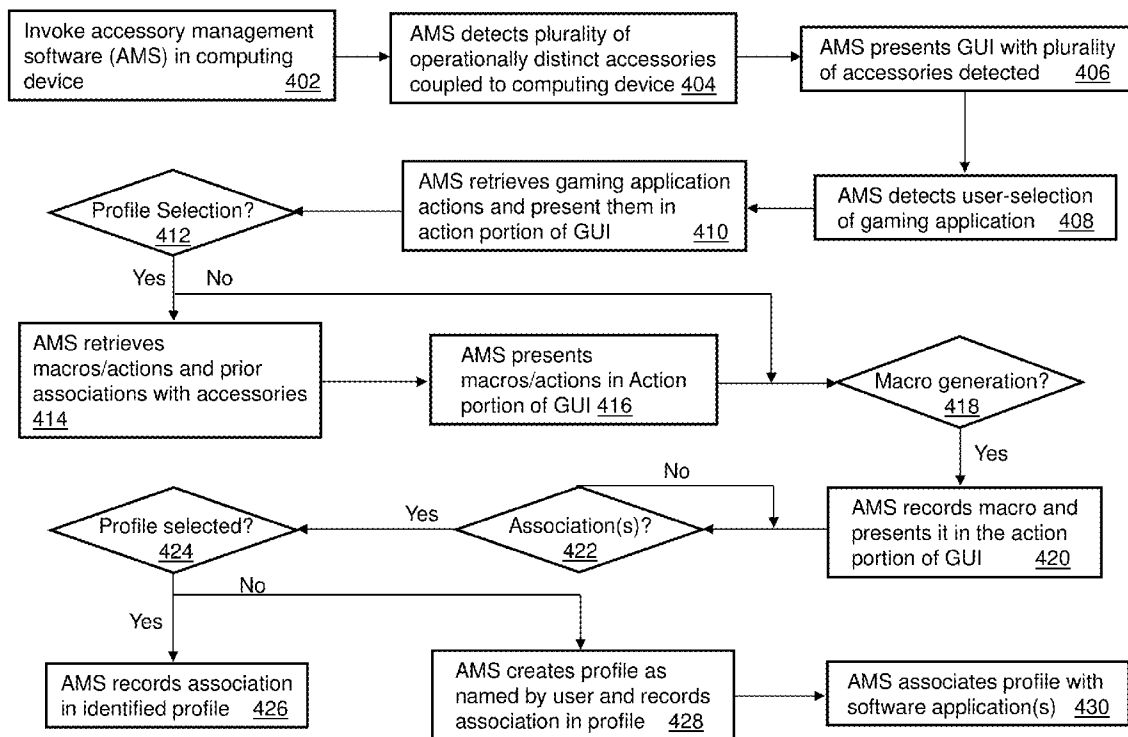 Invoke accessory management
software (AMS) in computing
device 402
AMS detects plurality of
operationally distinct accessories
coupled to computing device 404
AMS presents GUI with plurality
of accessories detected 406
AMS detects user-selection
of gaming application 408
AMS retrieves gaming application
actions and present them in
action portion of GUI 410
Profile Selection?
412
Yes
No
AMS retrieves
macros/actions and prior
associations with accessories
414
AMS presents
macros/actions in Action
portion of GUI 416
Macro generation?
418
Yes
AMS records macro and
presents it in the action
portion of GUI 420
No
Association(s)?
422
Yes
Profile selected?
424
No
Yes
AMS records association
in identified profile 426
AMS creates profile as
named by user and records
association in profile 428
AMS associates profile with
software application(s) 430